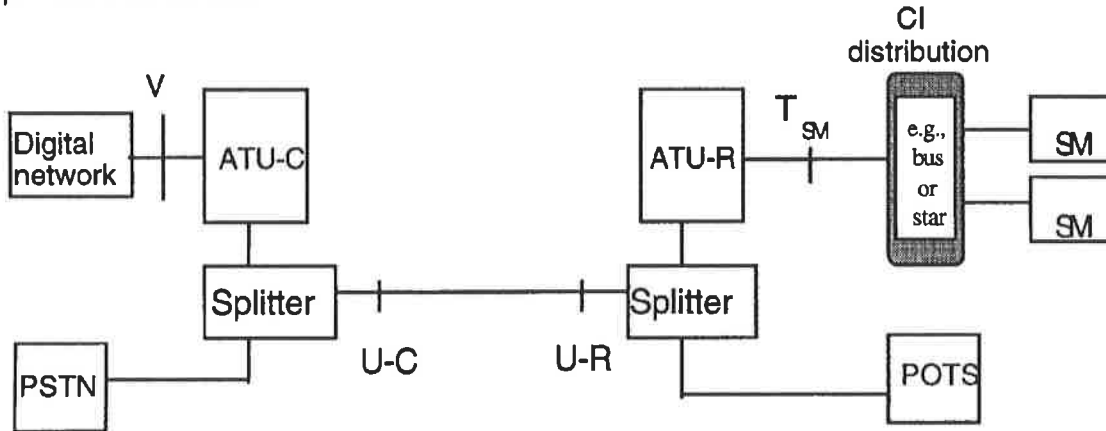 CI
distribution
V
Digital
network
ATU-C
ATU-R
T SM
e.g.,
bus
or
star
SM
SM
Splitter
Splitter
U-C
U-R
PSTN
POTS